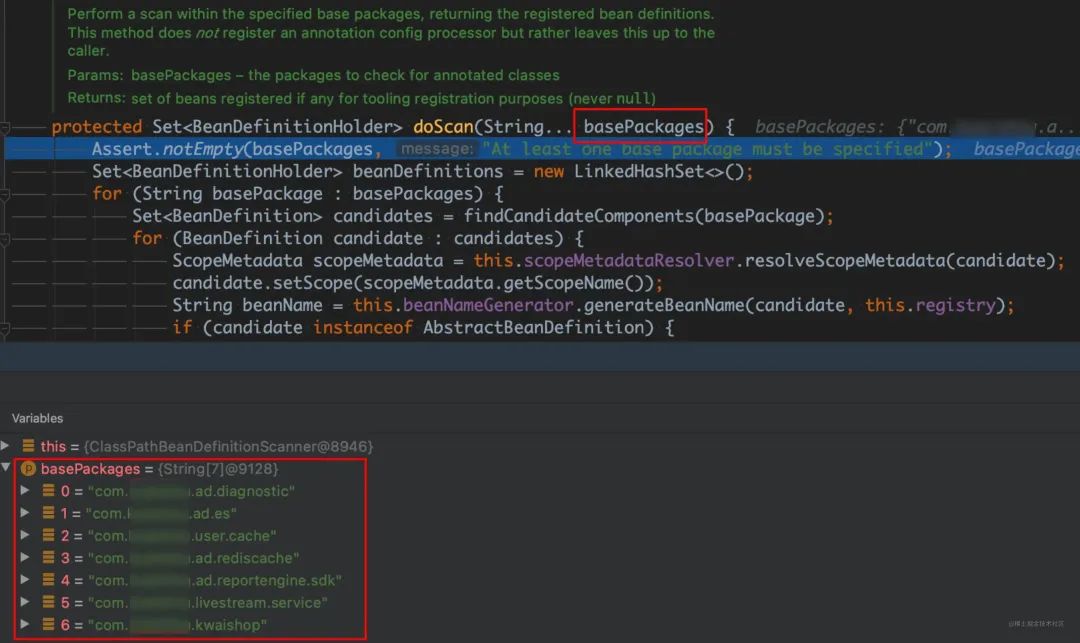 Perform a scan within the specified base packages, returning the registered bean definitions.
This method does not register an annotation config processor but rather leaves this up to the
caller.
Params: basePackages – the packages to check for annotated classes
Returns: set of beans registered if any for tooling registration purposes (never null)
protected Set<BeanDefinitionHolder> doScan(String... basePackages) { basePackages: {"com. .a...
Assert.notEmpty(basePackages, message: "At least one base package must be specified"); basePackage
Set<BeanDefinitionHolder> beanDefinitions = new LinkedHashSet<>();
for (String basePackage : basePackages) {
Set<BeanDefinition> candidates = findCandidateComponents(basePackage);
for (BeanDefinition candidate : candidates) {
ScopeMetadata scopeMetadata = this.scopeMetadataResolver.resolveScopeMetadata(candidate);
candidate.setScope(scopeMetadata.getScopeName());
String beanName = this.beanNameGenerator.generateBeanName(candidate, this.registry);
if (candidate instanceof AbstractBeanDefinition) {
Variables
this = {ClassPathBeanDefinitionScanner@8946}
basePackages = {String[7]@9128}
0 = "com. .ad.diagnostic"
1 = "com. .ad.es"
2 = "com. .user.cache"
3 = "com. .ad.rediscache"
4 = "com. .ad.reportengine.sdk"
5 = "com. .livestream.service"
6 = "com. .kwaishop"
@稀土掘金技术社区